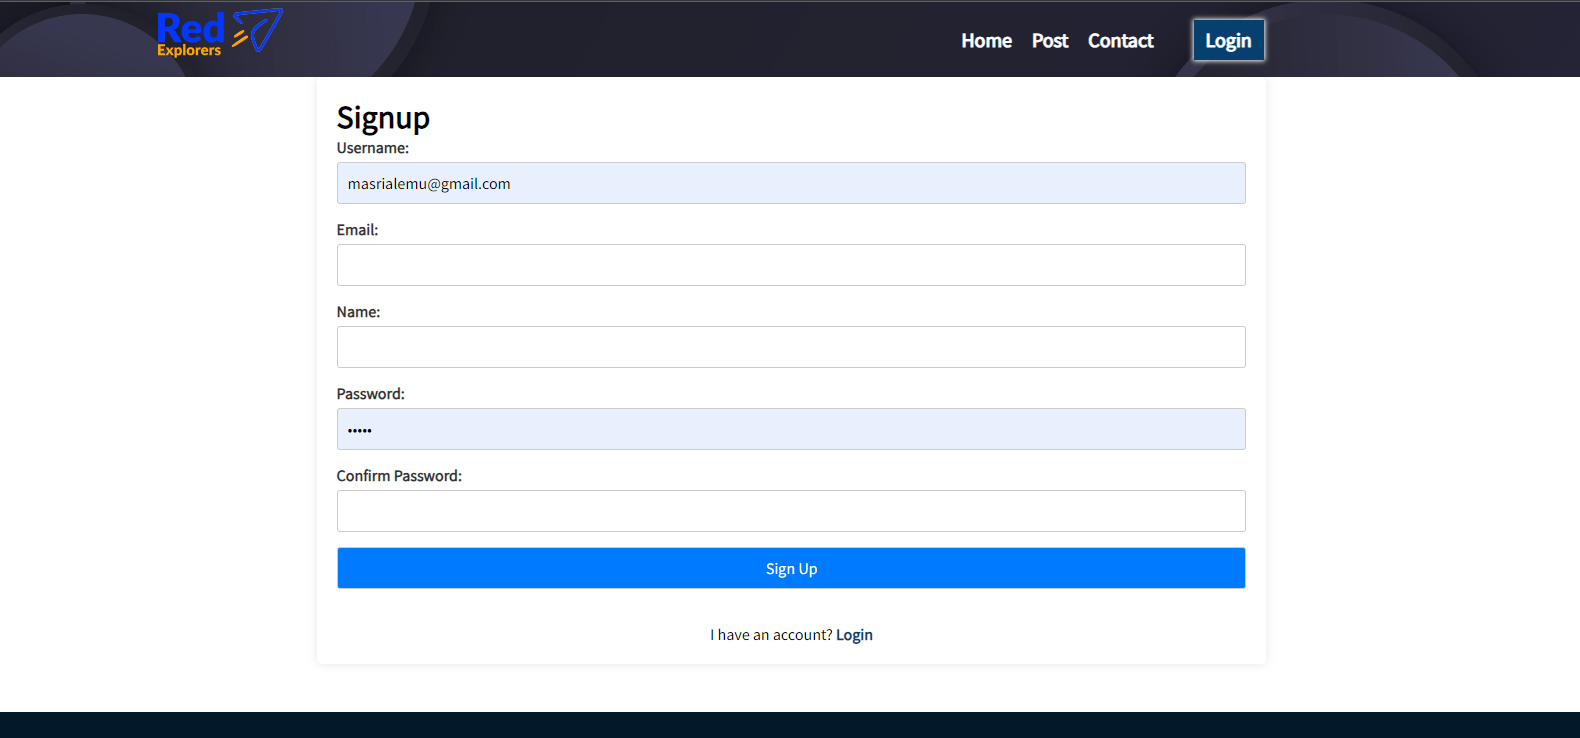 Red
Explorers
Home Post Contact Login
Signup
Username:
masrialemu@gmail.com
Email:
Name:
Password:
•••••
Confirm Password:
Sign Up
I have an account? Login